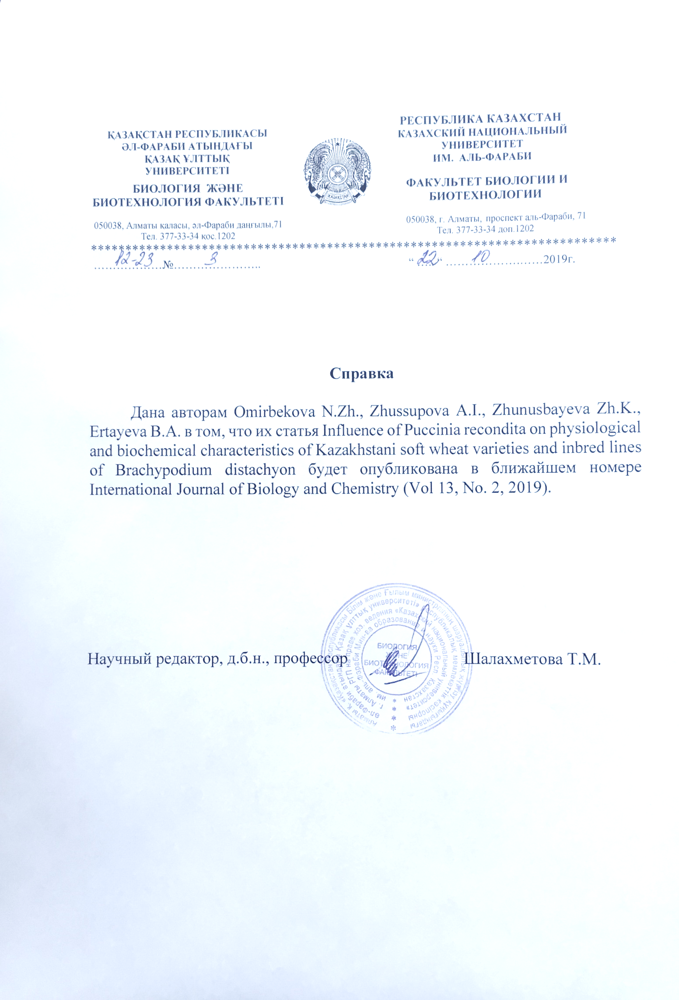 ҚАЗАҚСТАН РЕСПУБЛИКАСЫ
ӘЛ-ФАРАБИ АТЫНДАҒЫ
ҚАЗАҚ ҰЛТТЫҚ
УНИВЕРСИТЕТІ
БИОЛОГИЯ ЖӘНЕ
БИОТЕХНОЛОГИЯ ФАКУЛЬТЕТІ
050038, Алматы қаласы, әл-Фараби даңғылы,71
Тел. 377-33-34 қос.1202
ҚАЗАҚСТАН
РЕСПУБЛИКА КАЗАХСТАН
КАЗАХСКИЙ НАЦИОНАЛЬНЫЙ
УНИВЕРСИТЕТ
ИМ. АЛЬ-ФАРАБИ
ФАКУЛЬТЕТ БИОЛОГИИ И
БИОТЕХНОЛОГИИ
050038, г. Алматы, проспект аль-Фараби, 71
Тел. 377-33-34 доп.1202
****************************************************************************
12-23 № 3
“ 22 “ 10 2019г.
Справка
Дана авторам Omirbekova N.Zh., Zhussupova A.I., Zhunusbayeva Zh.K.,
Ertayeva B.A. в том, что их статья Influence of Puccinia recondita on physiological
and biochemical characteristics of Kazakhstani soft wheat varieties and inbred lines
of Brachypodium distachyon будет опубликована в ближайшем номере
International Journal of Biology and Chemistry (Vol 13, No. 2, 2019).
Научный редактор, д.б.н., профессор Шалахметова Т.М.
Алматы қ. «Қазақстан Республикасы Білім және Ғылым министрлігінің шаруашылық жүргізу құқығындағы
әл-Фараби атындағы Қазақ ұлттық университеті» республикалық мемлекеттік кәсіпорны
г. Алматы РГП на праве хоз. ведения «Казахский национальный университет»
им. аль-Фараби Мин-ва образования и науки Респ. Казахстан
БИОЛОГИЯ
ЖӘНЕ
БИОТЕХНОЛОГИЯ
ФАКУЛЬТЕТІ